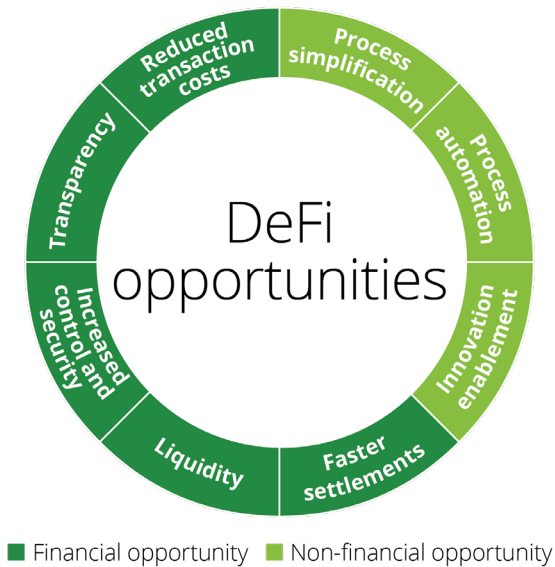 Reduced
transaction
costs
Process
simplification
Process
automation
Innovation
enablement
Faster
settlements
Liquidity
Increased
control and
security
Transparency
DeFi
opportunities
Financial opportunity
Non-financial opportunity